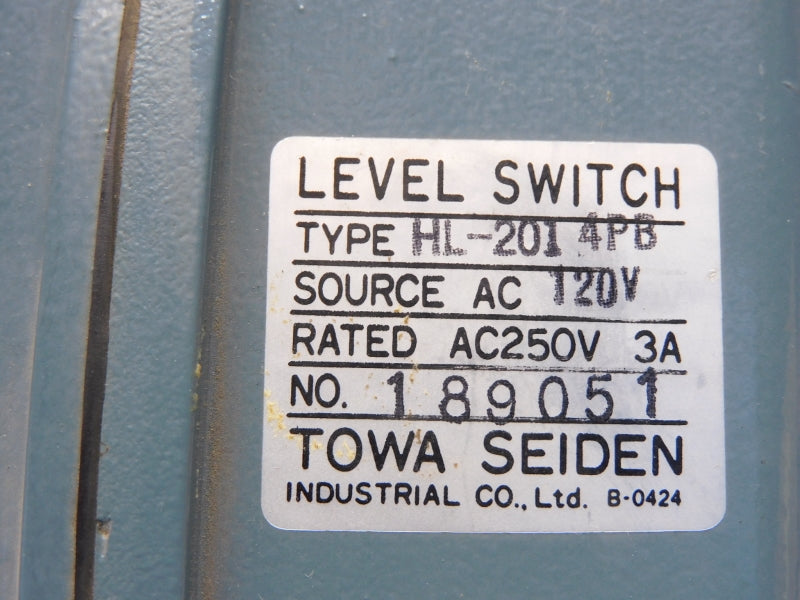 LEVEL SWITCH
TYPE HL-201 4PB
SOURCE AC 120V
RATED AC250V 3A
NO. 189051
TOWA SEIDEN
INDUSTRIAL CO., Ltd. B-0424